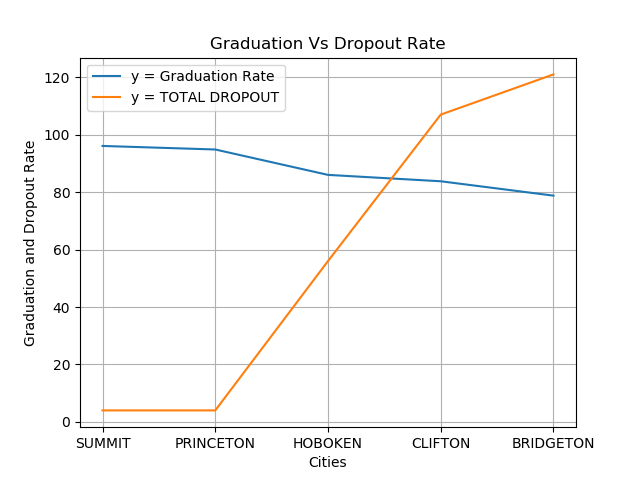 Graduation Vs Dropout Rate
y = Graduation Rate
y = TOTAL DROPOUT
Graduation and Dropout Rate
120
100
80
60
40
20
0
SUMMIT PRINCETON HOBOKEN CLIFTON BRIDGETON
Cities